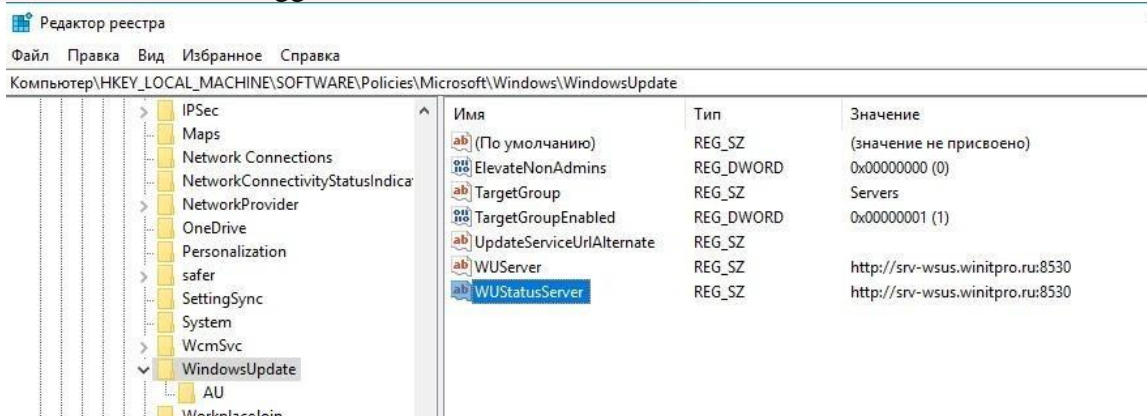 Редактор реестра
Файл Правка Вид Избранное Справка
Компьютер\HKEY_LOCAL_MACHINE\SOFTWARE\Policies\Microsoft\Windows\WindowsUpdate
IPSec
Maps
Network Connections
NetworkConnectivityStatusIndica
NetworkProvider
OneDrive
Personalization
safer
SettingSync
System
WcmSvc
WindowsUpdate
AU
WorkplaceJoin
Имя Тип Значение
(По умолчанию) REG_SZ (значение не присвоено)
ElevateNonAdmins REG_DWORD 0x00000000 (0)
TargetGroup REG_SZ Servers
TargetGroupEnabled REG_DWORD 0x00000001 (1)
UpdateServiceUrlAlternate REG_SZ
WUServer REG_SZ http://srv-wsus.winitpro.ru:8530
WUStatusServer REG_SZ http://srv-wsus.winitpro.ru:8530